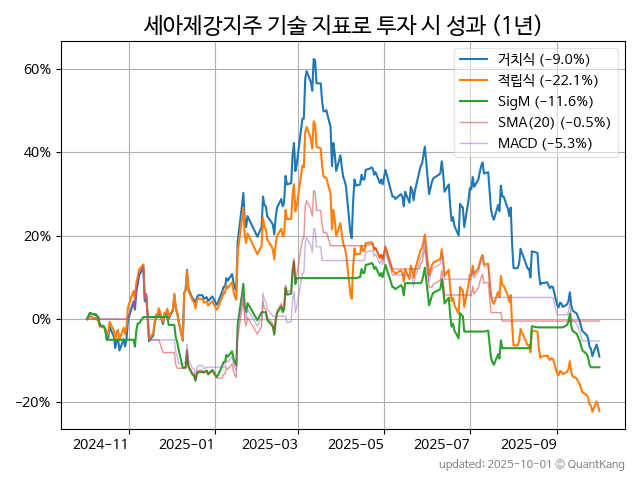 세아제강지주 기술 지표로 투자 시 성과 (1년)
거치식 (−9.0%)
적립식 (−22.1%)
SigM (−11.6%)
SMA(20) (−0.5%)
MACD (−5.3%)
60%
40%
20%
0%
−20%
2024-11 2025-01 2025-03 2025-05 2025-07 2025-09
updated: 2025-10-01 © QuantKang